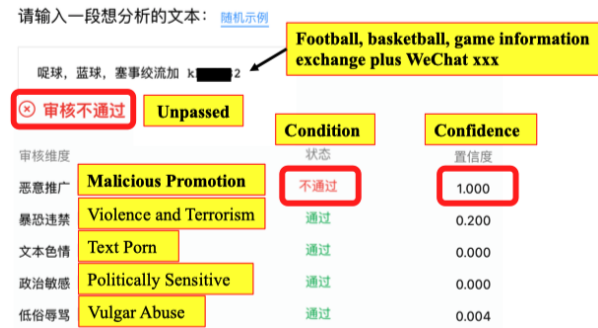 请输入一段想分析的文本： 随机示例
Football, basketball, game information
exchange plus WeChat xxx
哫球，蓝球，赛事绞流加 k 2
审核不通过 Unpassed
Condition Confidence
审核维度 状态 置信度
恶意推广 Malicious Promotion 不通过 1.000
暴恐违禁 Violence and Terrorism 通过 0.200
文本色情 Text Porn 通过 0.000
政治敏感 Politically Sensitive 通过 0.000
低俗辱骂 Vulgar Abuse 通过 0.004